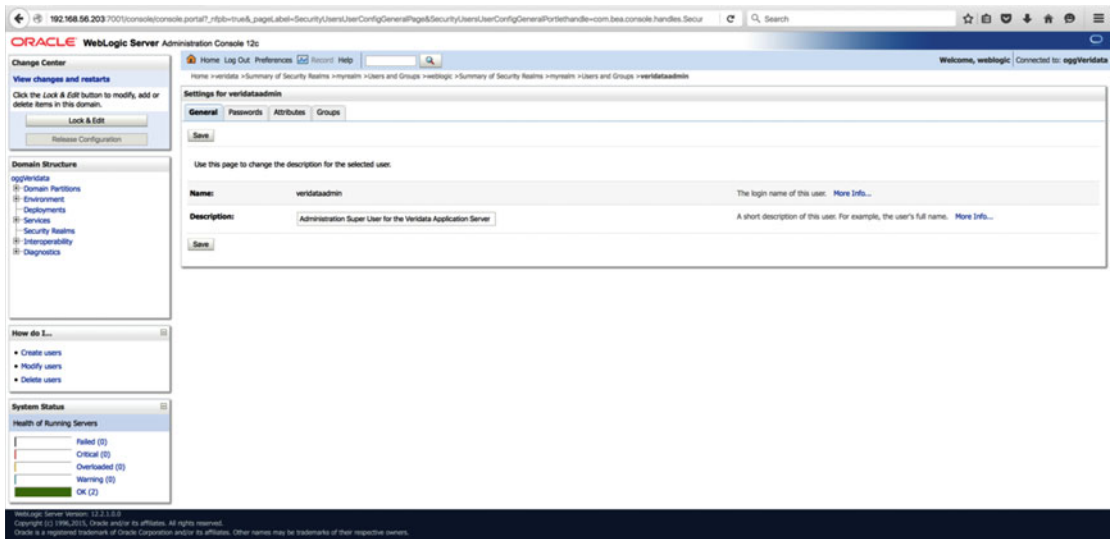 192.168.56.203:7001/console/console.portal?_nfpb=true&_pageLabel=SecurityUsersUserConfigGeneralPage&SecurityUsersUserConfigGeneralPortlethandle=com.bea.console.handles.Secur
Search
ORACLE WebLogic Server Administration Console 12c
Change Center
View changes and restarts
Click the Lock & Edit button to modify, add or
delete items in this domain.
Lock & Edit
Release Configuration
Domain Structure
oggVeridata
Domain Partitions
Environment
Deployments
Services
Security Realms
Interoperability
Diagnostics
How do I...
Create users
Modify users
Delete users
System Status
Health of Running Servers
Failed (0)
Critical (0)
Overloaded (0)
Warning (0)
OK (2)
Home Log Out Preferences Record Help
Welcome, weblogic Connected to: oggVeridata
Home >veridata >Summary of Security Realms >myrealm >Users and Groups >weblogic >Summary of Security Realms >myrealm >Users and Groups >veridataadmin
Settings for veridataadmin
General Passwords Attributes Groups
Save
Use this page to change the description for the selected user.
Name: veridataadmin The login name of this user. More Info...
Description: Administration Super User for the Veridata Application Server A short description of this user. For example, the user's full name. More Info...
Save
WebLogic Server Version: 12.2.1.0.0
Copyright (c) 1996,2015, Oracle and/or its affiliates. All rights reserved.
Oracle is a registered trademark of Oracle Corporation and/or its affiliates. Other names may be trademarks of their respective owners.